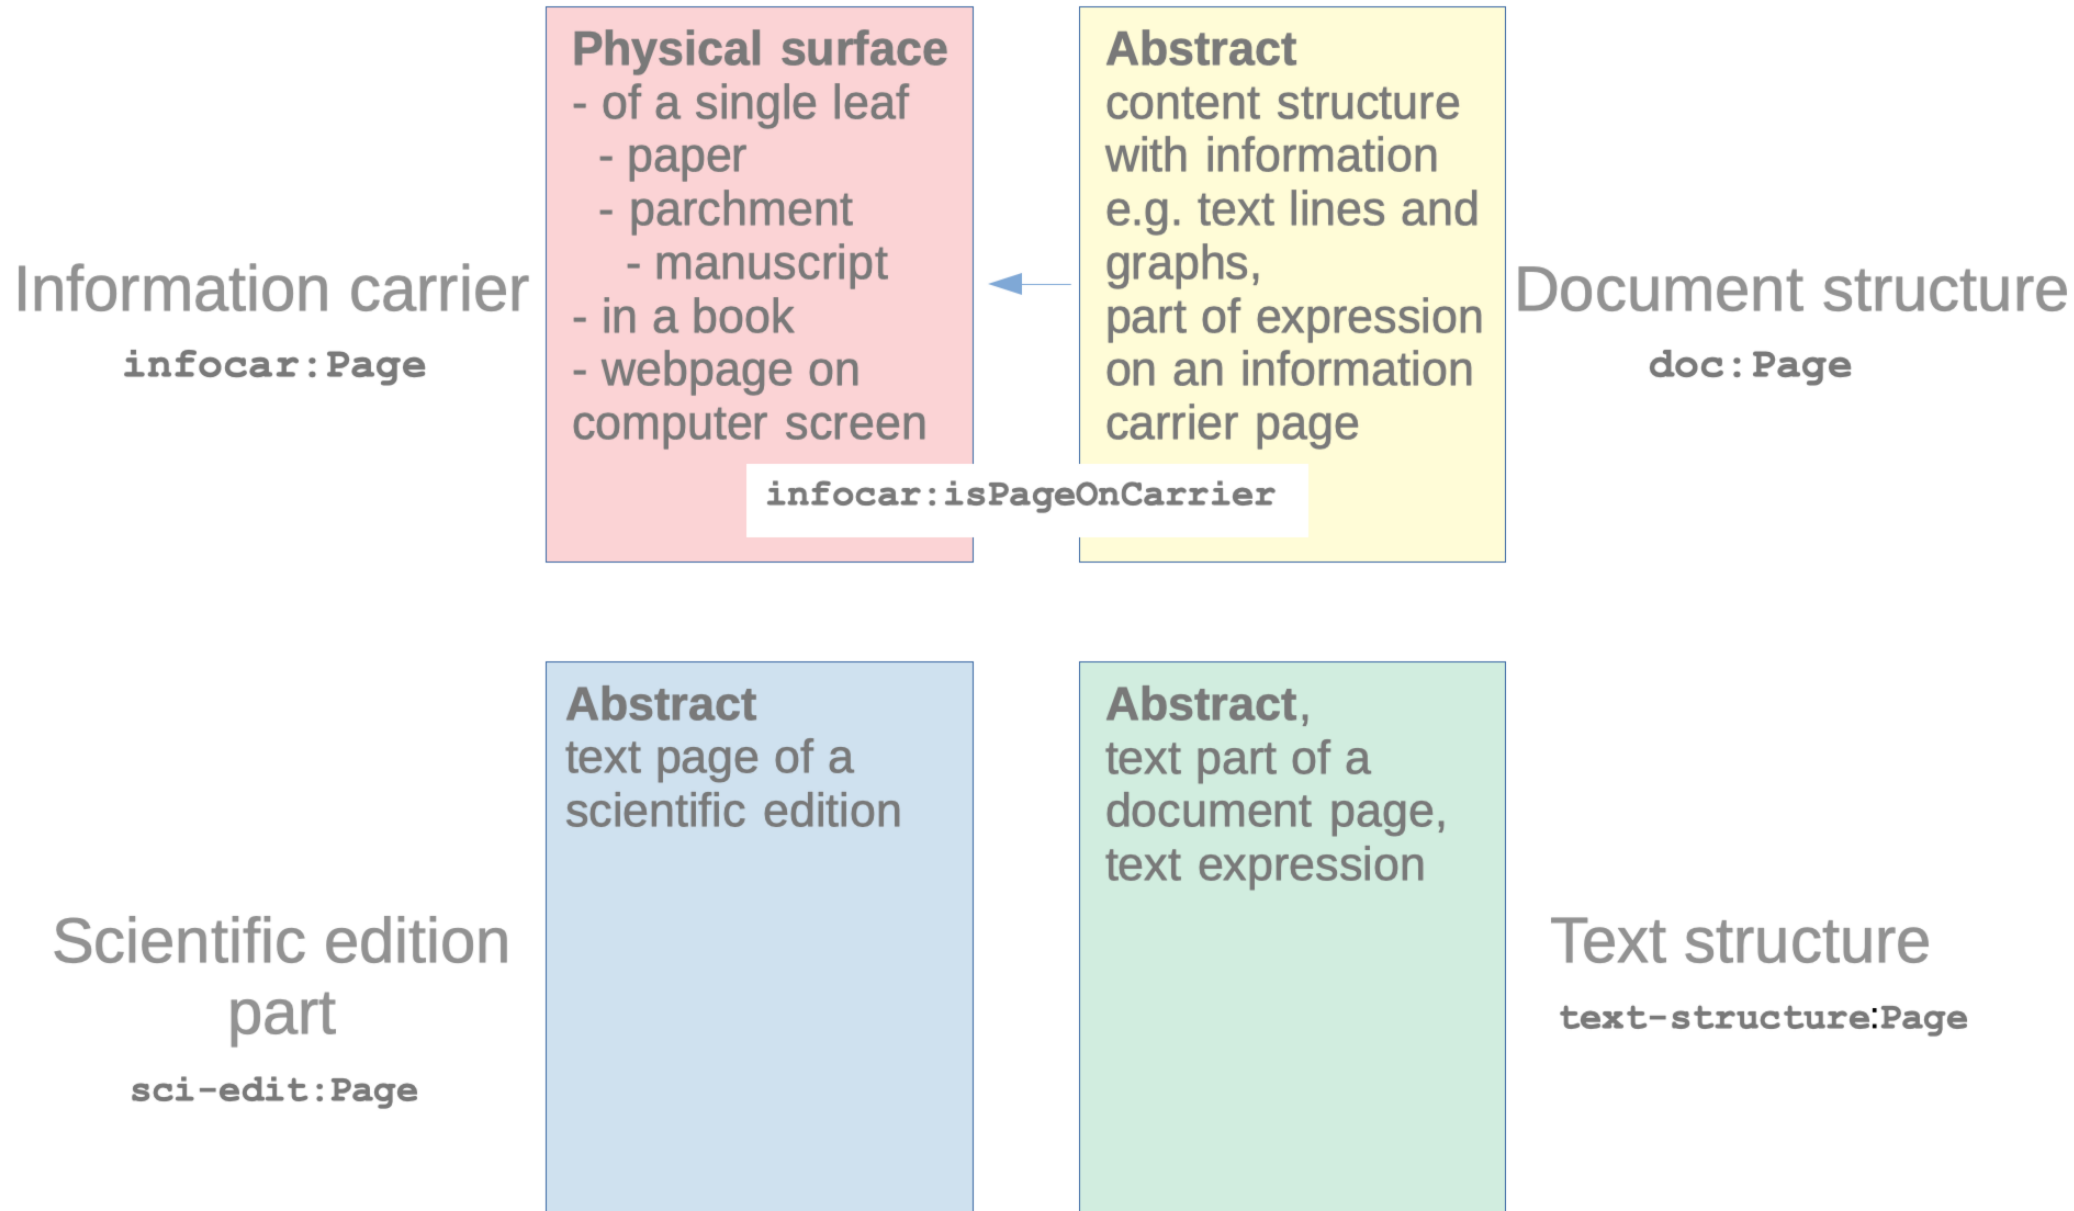 Information carrier
infocar:Page
Physical surface
- of a single leaf
- paper
- parchment
- manuscript
- in a book
- webpage on
computer screen
Abstract
content structure
with information
e.g. text lines and
graphs,
part of expression
on an information
carrier page
infocar:isPageOnCarrier
Document structure
doc:Page
Scientific edition
part
sci-edit:Page
Abstract
text page of a
scientific edition
Abstract,
text part of a
document page,
text expression
Text structure
text-structure:Page